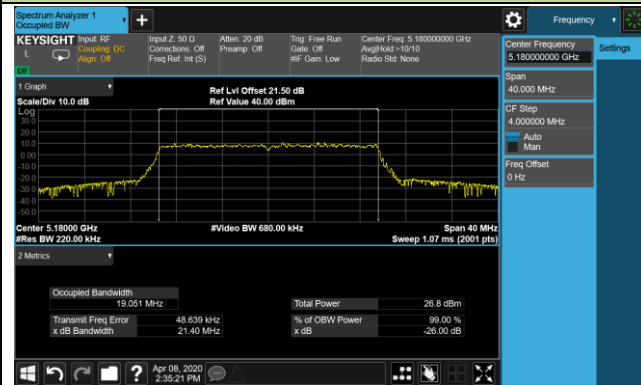 Spectrum Analyzer 1
Occupied BW
Frequency
KEYSIGHT
L
Input: RF
Coupling: DC
Align: Off
Input Z: 50 Ω
Corrections: Off
Freq Ref: Int (S)
Atten: 20 dB
Preamp: Off
Trig: Free Run
Gate: Off
#IF Gain: Low
Center Freq: 5.180000000 GHz
Avg|Hold:>10/10
Radio Std: None
Center Frequency
5.180000000 GHz
Settings
Span
40.000 MHz
CF Step
4.000000 MHz
Auto
Man
Freq Offset
0 Hz
1 Graph
Scale/Div 10.0 dB
Ref Lvl Offset 21.50 dB
Ref Value 40.00 dBm
Log
30.0
20.0
10.0
0.00
-10.0
-20.0
-30.0
-40.0
-50.0
Center 5.18000 GHz
#Res BW 220.00 kHz
#Video BW 680.00 kHz
Span 40 MHz
Sweep 1.07 ms (2001 pts)
2 Metrics
Occupied Bandwidth
19.051 MHz
Total Power 26.8 dBm
Transmit Freq Error 48.639 kHz
% of OBW Power 99.00 %
x dB Bandwidth 21.40 MHz
x dB -26.00 dB
?
Apr 08, 2020
2:35:21 PM